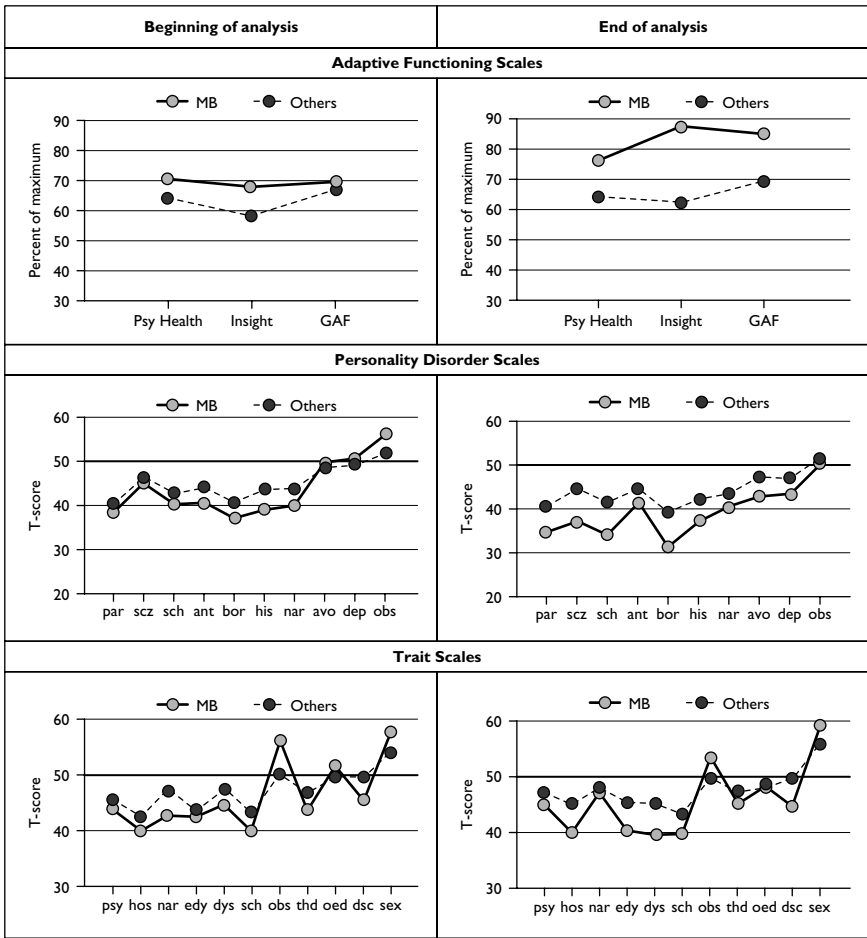 Beginning of analysis
End of analysis
Adaptive Functioning Scales
MB Others
90
80
70
60
50
40
30
Percent of maximum
Psy Health Insight GAF
MB Others
90
80
70
60
50
40
30
Percent of maximum
Psy Health Insight GAF
Personality Disorder Scales
MB Others
60
50
40
30
20
T-score
par scz sch ant bor his nar avo dep obs
MB Others
60
50
40
30
20
T-score
par scz sch ant bor his nar avo dep obs
Trait Scales
MB Others
60
50
40
30
T-score
psy hos nar edy dys sch obs thd oed dsc sex
MB Others
60
50
40
30
T-score
psy hos nar edy dys sch obs thd oed dsc sex